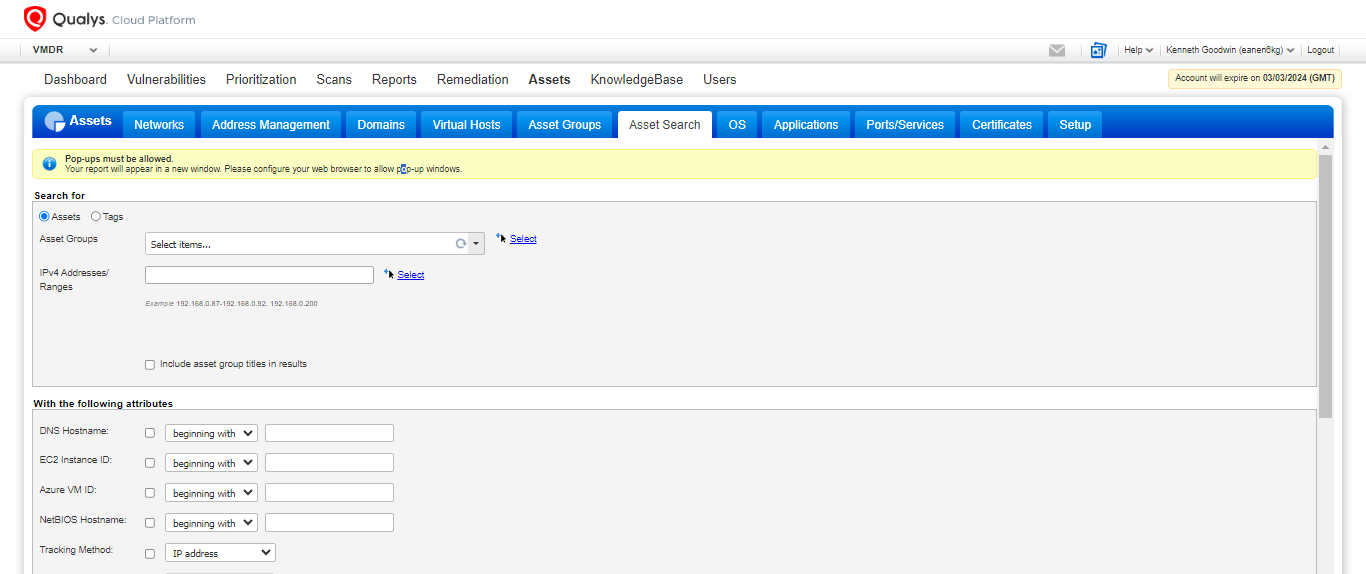 Qualys. Cloud Platform
VMDR
Help Kenneth Goodwin (eanen6kg) Logout
Dashboard Vulnerabilities Prioritization Scans Reports Remediation Assets KnowledgeBase Users
Account will expire on 03/03/2024 (GMT)
Assets Networks Address Management Domains Virtual Hosts Asset Groups Asset Search OS Applications Ports/Services Certificates Setup
Pop-ups must be allowed.
Your report will appear in a new window. Please configure your web browser to allow pop-up windows.
Search for
Assets Tags
Asset Groups Select items... Select
IPv4 Addresses/
Ranges
Select
Example 192.168.0.87-192.168.0.92, 192.168.0.200
Include asset group titles in results
With the following attributes
DNS Hostname: beginning with
EC2 Instance ID: beginning with
Azure VM ID: beginning with
NetBIOS Hostname: beginning with
Tracking Method: IP address